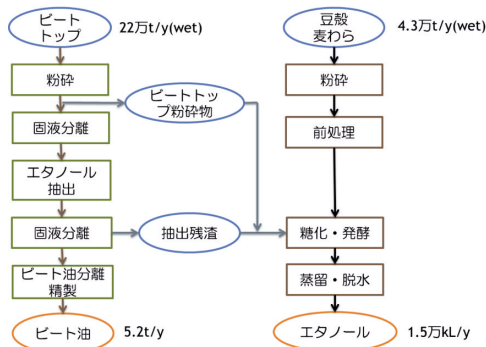 ビート
トップ
22万t/y(wet)
豆殻
麦わら
4.3万t/y(wet)
粉砕
粉砕
ビートトッ
プ粉砕物
固液分離
前処理
エタノール
抽出
固液分離
抽出残渣
糖化・発酵
ビート油分離
精製
蒸留・脱水
ビート油
5.2t/y
エタノール
1.5万kL/y